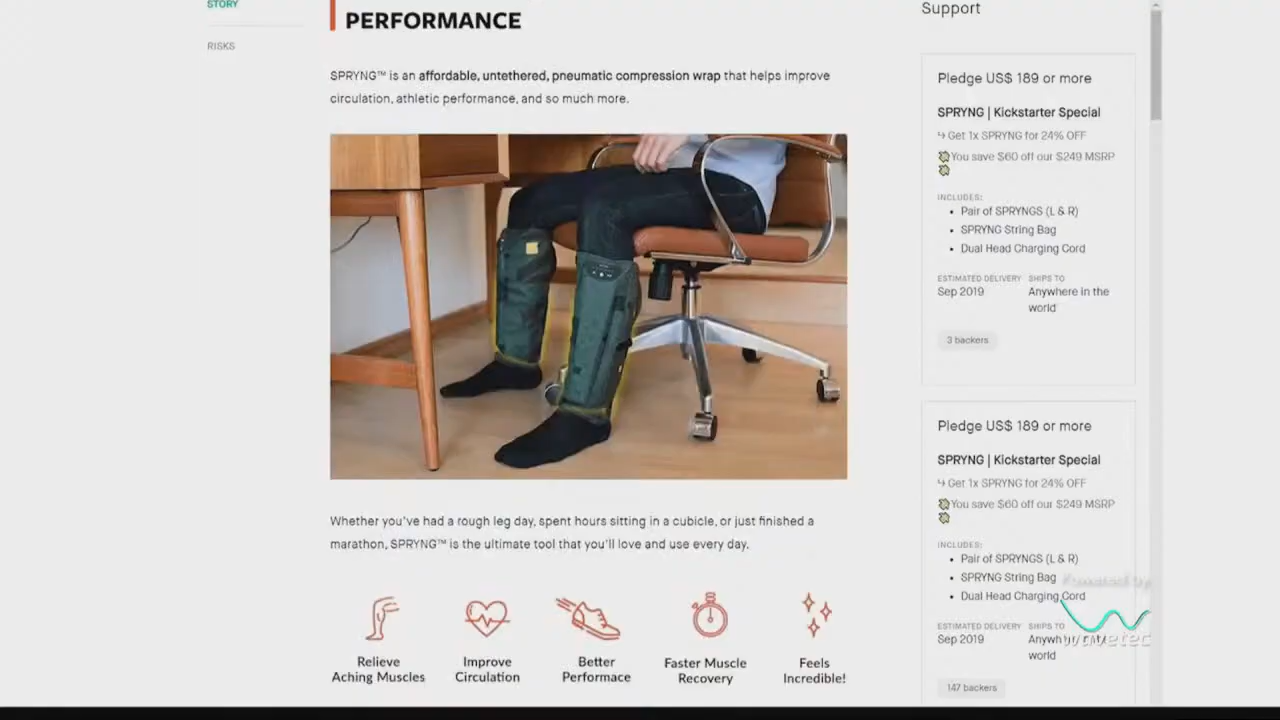 STORY
RISKS
PERFORMANCE
SPRYNG™ is an affordable, untethered, pneumatic compression wrap that helps improve
circulation, athletic performance, and so much more.
Whether you've had a rough leg day, spent hours sitting in a cubicle, or just finished a
marathon, SPRYNG™ is the ultimate tool that you'll love and use every day.
Relieve
Aching Muscles
Improve
Circulation
Better
Performace
Faster Muscle
Recovery
Feels
Incredible!
Support
Pledge US$ 189 or more
SPRYNG | Kickstarter Special
↪ Get 1x SPRYNG for 24% OFF
You save $60 off our $249 MSRP
INCLUDES:
• Pair of SPRYNGS (L & R)
• SPRYNG String Bag
• Dual Head Charging Cord
ESTIMATED DELIVERY SHIPS TO
Sep 2019 Anywhere in the
world
3 backers
Pledge US$ 189 or more
SPRYNG | Kickstarter Special
↪ Get 1x SPRYNG for 24% OFF
You save $60 off our $249 MSRP
INCLUDES:
• Pair of SPRYNGS (L & R)
• SPRYNG String Bag
• Dual Head Charging Cord
ESTIMATED DELIVERY SHIPS TO
Sep 2019
world
147 backers
Powered by
wavetec